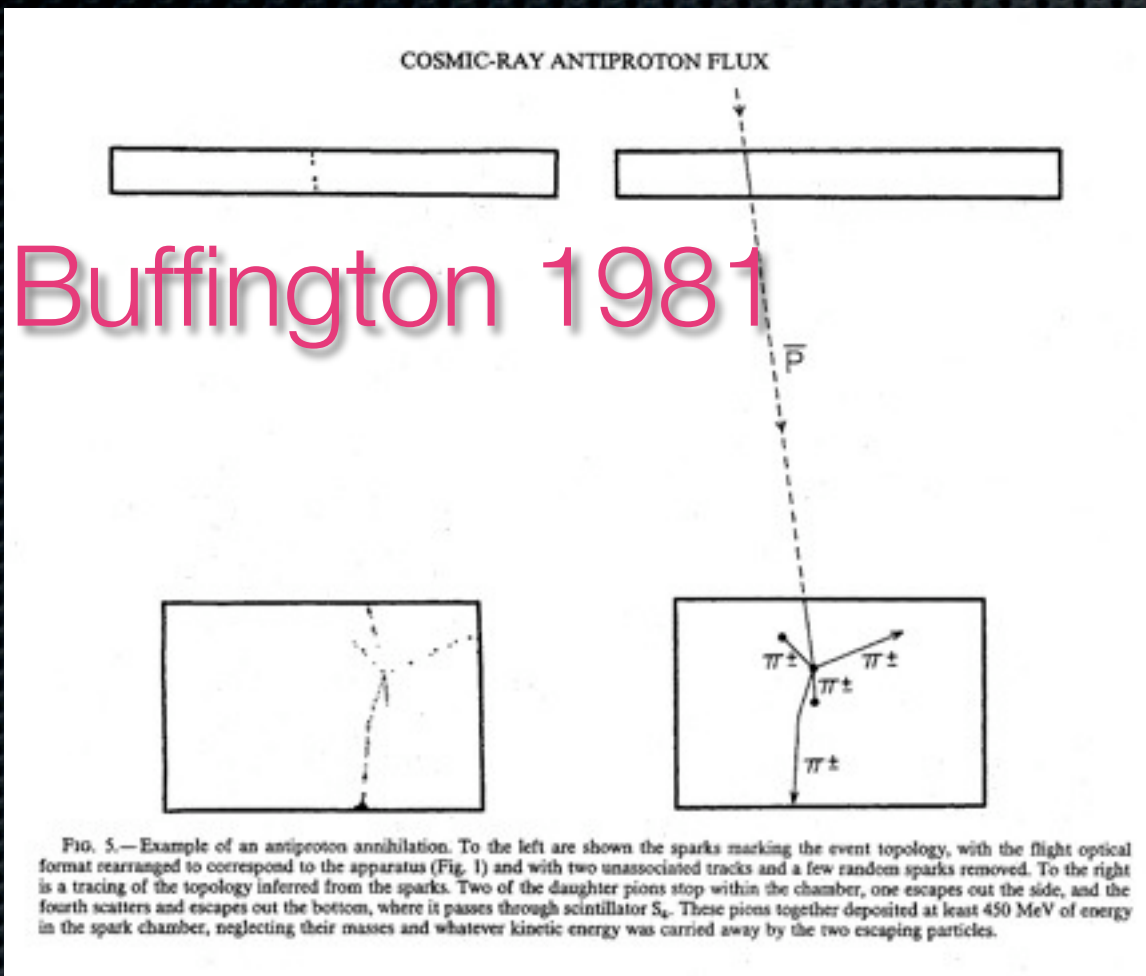 COSMIC-RAY ANTIPROTON FLUX
Buffington 1981
P̅
π± π±
π±
π±
FIG. 5.—Example of an antiproton annihilation. To the left are shown the sparks marking the event topology, with the flight optical
format rearranged to correspond to the apparatus (Fig. 1) and with two unassociated tracks and a few random sparks removed. To the right
is a tracing of the topology inferred from the sparks. Two of the daughter pions stop within the chamber, one escapes out the side, and the
fourth scatters and escapes out the bottom, where it passes through scintillator S₄. These pions together deposited at least 450 MeV of energy
in the spark chamber, neglecting their masses and whatever kinetic energy was carried away by the two escaping particles.